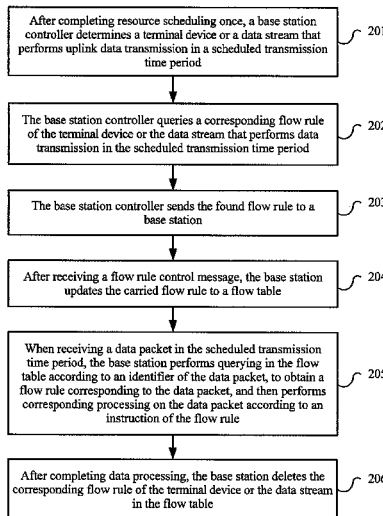 After completing resource scheduling once, a base station
controller determines a terminal device or a data stream that
performs uplink data transmission in a scheduled transmission
time period
201
The base station controller queries a corresponding flow rule
of the terminal device or the data stream that performs data
transmission in the scheduled transmission time period
202
The base station controller sends the found flow rule to a
base station
203
After receiving a flow rule control message, the base station
updates the carried flow rule to a flow table
204
When receiving a data packet in the scheduled transmission
time period, the base station performs querying in the flow
table according to an identifier of the data packet, to obtain a
flow rule corresponding to the data packet, and then performs
corresponding processing on the data packet according to an
instruction of the flow rule
205
After completing data processing, the base station deletes the
corresponding flow rule of the terminal device or the data stream
in the flow table
206